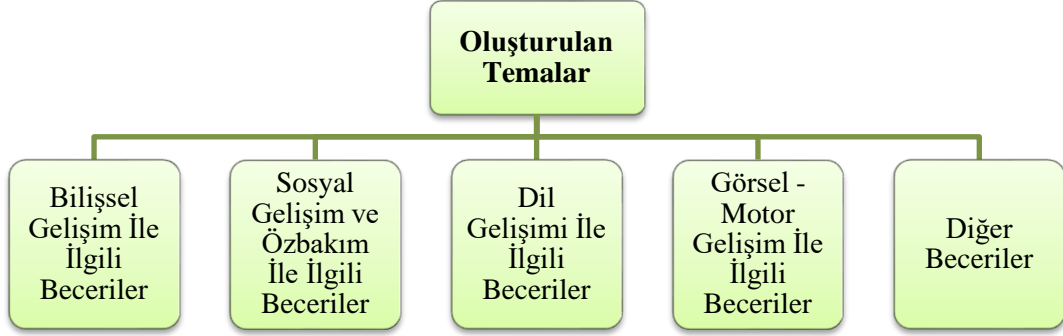 Oluşturulan
Temalar
Bilişsel
Gelişim İle
İlgili
Beceriler
Sosyal
Gelişim ve
Özbakım
İle İlgili
Beceriler
Dil
Gelişimi İle
İlgili
Beceriler
Görsel -
Motor
Gelişim İle
İlgili
Beceriler
Diğer
Beceriler